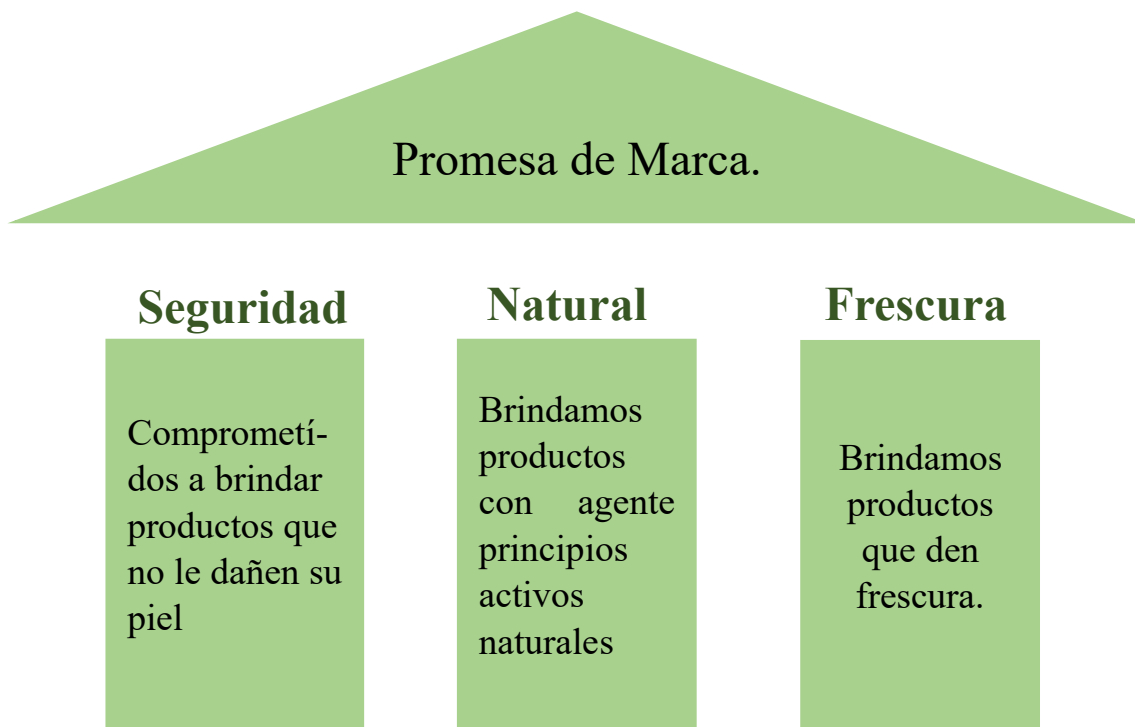 Promesa de Marca.
Seguridad
Comprometí-
dos a brindar
productos que
no le dañen su
piel
Natural
Brindamos
productos
con agente
principios
activos
naturales
Frescura
Brindamos
productos
que den
frescura.